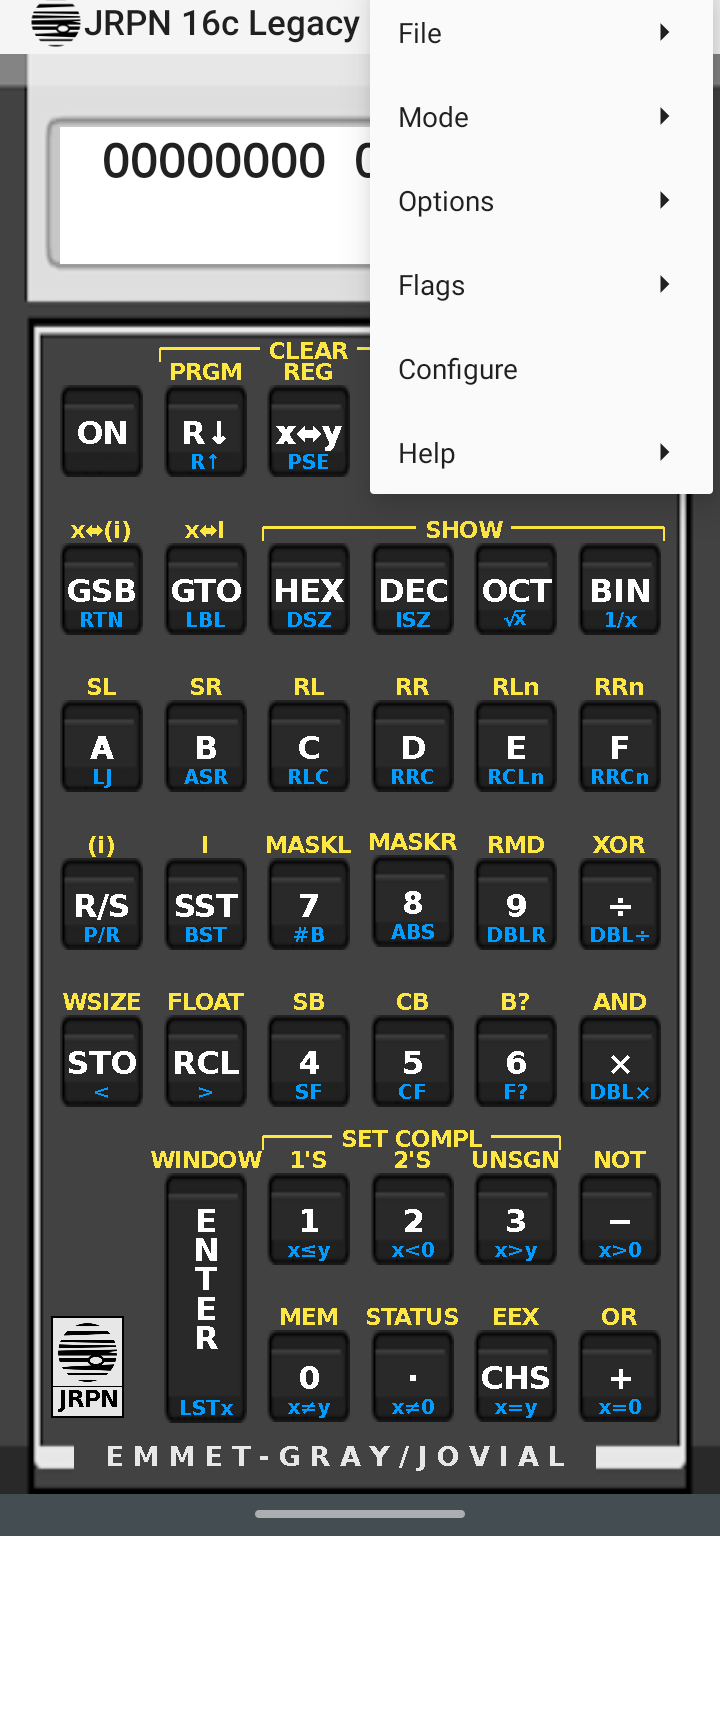 JRPN 16c Legacy
File
Mode
Options
Flags
Configure
Help
00000000
CLEAR
PRGM REG
ON R↓ x⬌y
R↑ PSE
x⬌(i) x⬌I SHOW
GSB GTO HEX DEC OCT BIN
RTN LBL DSZ ISZ √x 1/x
SL SR RL RR RLn RRn
A B C D E F
LJ ASR RLC RRC RCLn RRCn
(i) I MASKL MASKR RMD XOR
R/S SST 7 8 9 ÷
P/R BST #B ABS DBLR DBL÷
WSIZE FLOAT SB CB B? AND
STO RCL 4 5 6 ×
< > SF CF F? DBL×
SET COMPL
WINDOW 1'S 2'S UNSGN NOT
ENTER 1 2 3 −
x≤y x<0 x>y x>0
MEM STATUS EEX OR
0 · CHS +
LSTx x≠y x≠0 x=y x=0
JRPN
EMMET-GRAY/JOVIAL